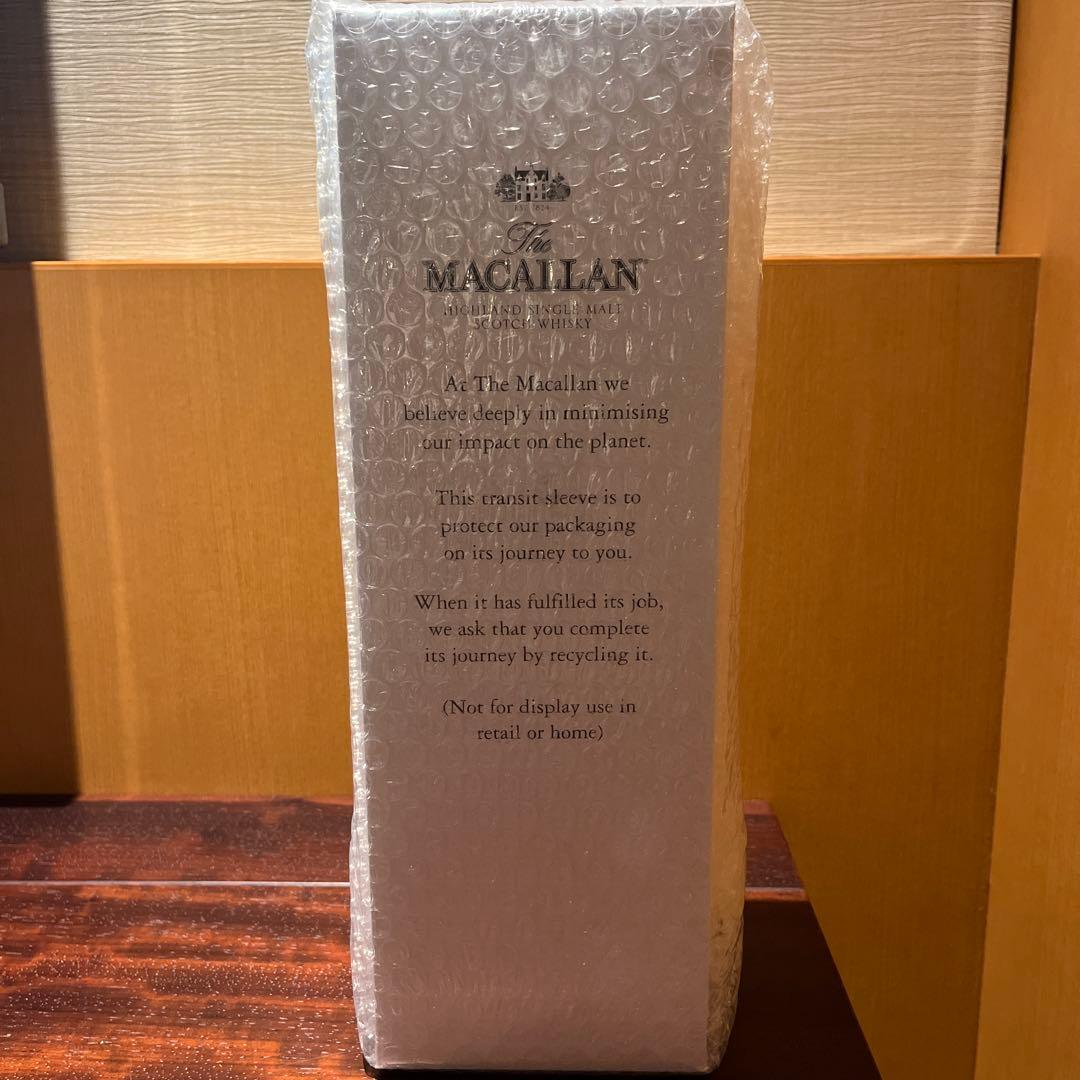 EST. 1824
The
MACALLAN
HIGHLAND SINGLE MALT
SCOTCH WHISKY
At The Macallan we
believe deeply in minimising
our impact on the planet.
This transit sleeve is to
protect our packaging
on its journey to you.
When it has fulfilled its job,
we ask that you complete
its journey by recycling it.
(Not for display use in
retail or home)